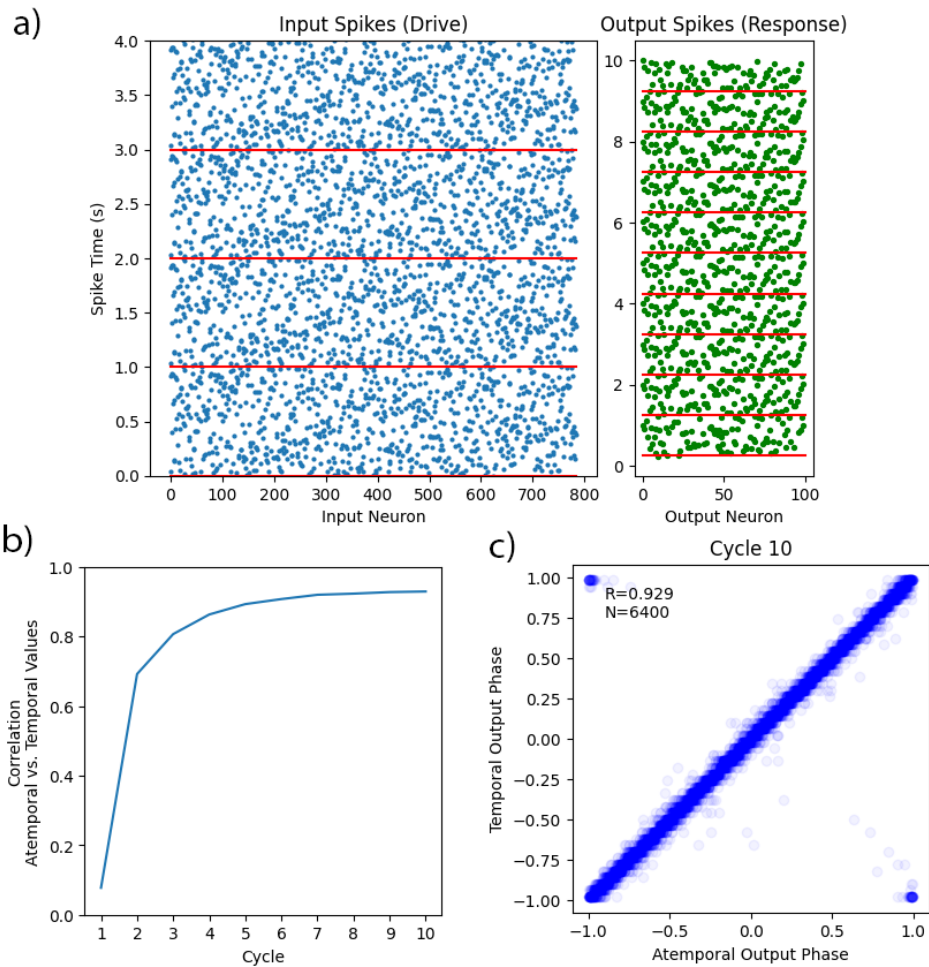 a)
Input Spikes (Drive)
Output Spikes (Response)
4.0
3.5
3.0
2.5
2.0
1.5
1.0
0.5
0.0
Spike Time (s)
0 100 200 300 400 500 600 700 800
Input Neuron
10
8
6
4
2
0
0 50 100
Output Neuron
b)
1.0
0.8
0.6
0.4
0.2
0.0
Correlation
Atemporal vs. Temporal Values
1 2 3 4 5 6 7 8 9 10
Cycle
c)
Cycle 10
R=0.929
N=6400
1.00
0.75
0.50
0.25
0.00
−0.25
−0.50
−0.75
−1.00
Temporal Output Phase
−1.0 −0.5 0.0 0.5 1.0
Atemporal Output Phase